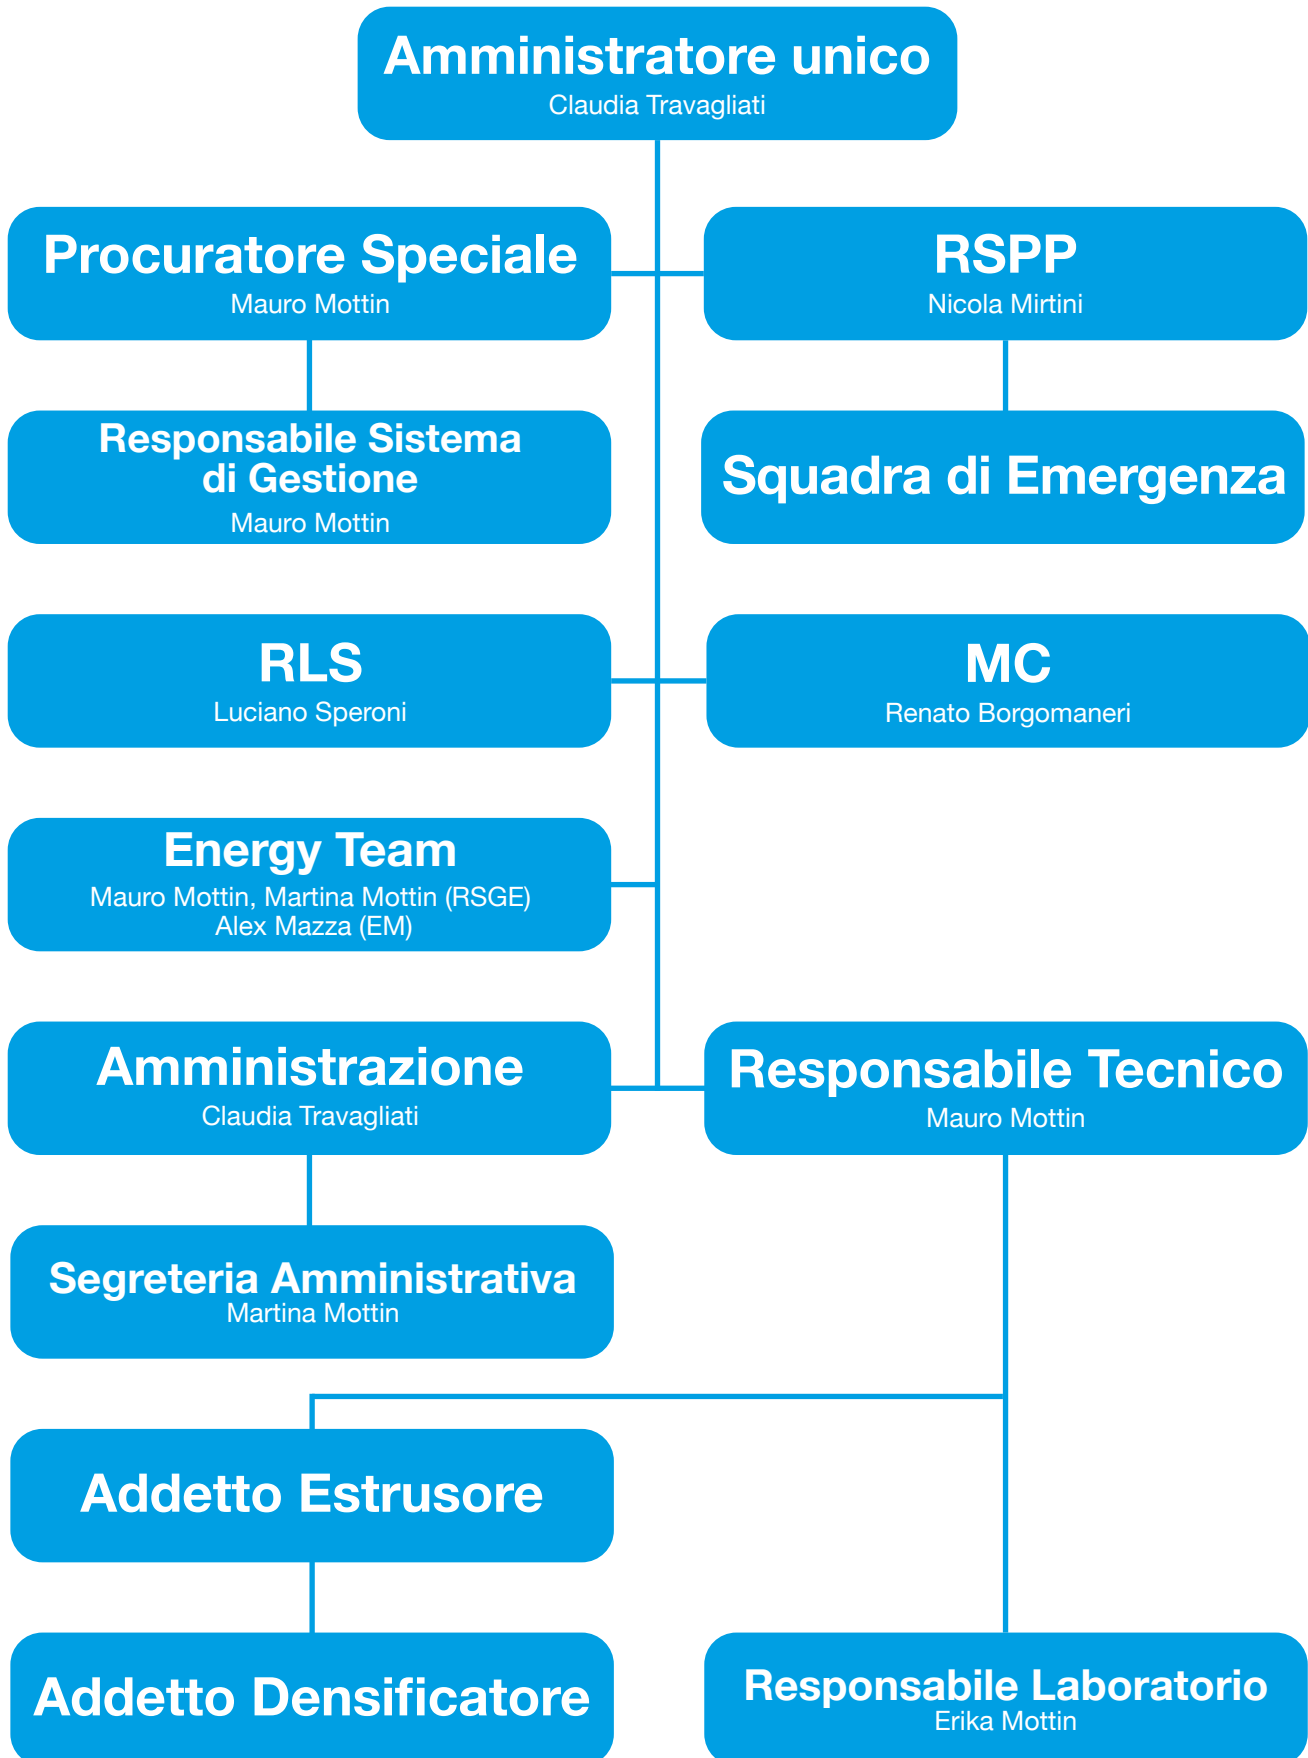 Amministratore unico
Claudia Travagliati
Procuratore Speciale
Mauro Mottin
RSPP
Nicola Mirtini
Responsabile Sistema
di Gestione
Mauro Mottin
Squadra di Emergenza
RLS
Luciano Speroni
MC
Renato Borgomaneri
Energy Team
Mauro Mottin, Martina Mottin (RSGE)
Alex Mazza (EM)
Amministrazione
Claudia Travagliati
Responsabile Tecnico
Mauro Mottin
Segreteria Amministrativa
Martina Mottin
Addetto Estrusore
Addetto Densificatore
Responsabile Laboratorio
Erika Mottin